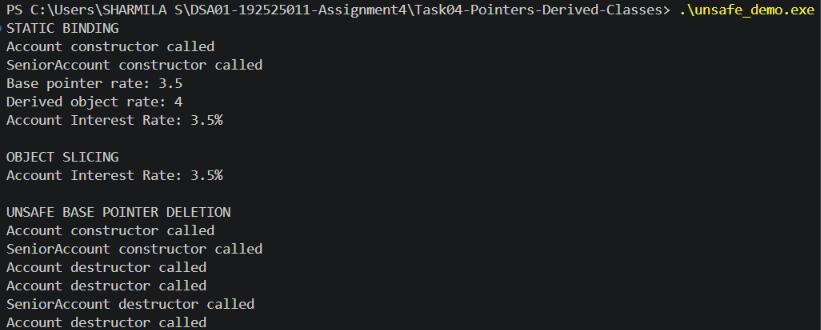 PS C:\Users\SHARMILA S\DSA01-192525011-Assignment4\Task04-Pointers-Derived-Classes> .\unsafe_demo.exe
STATIC BINDING
Account constructor called
SeniorAccount constructor called
Base pointer rate: 3.5
Derived object rate: 4
Account Interest Rate: 3.5%

OBJECT SLICING
Account Interest Rate: 3.5%

UNSAFE BASE POINTER DELETION
Account constructor called
SeniorAccount constructor called
Account destructor called
Account destructor called
SeniorAccount destructor called
Account destructor called